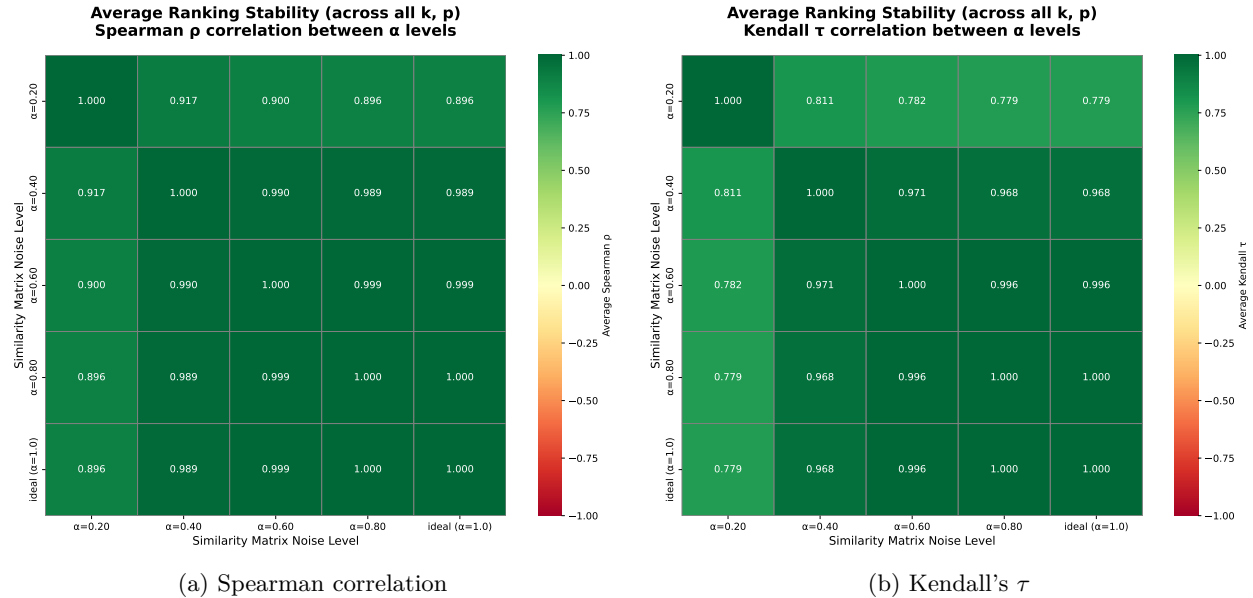 Average Ranking Stability (across all k, p)
Spearman ρ correlation between α levels
Similarity Matrix Noise Level
α=0.20
α=0.40
α=0.60
α=0.80
ideal (α=1.0)
1.000 0.917 0.900 0.896 0.896
0.917 1.000 0.990 0.989 0.989
0.900 0.990 1.000 0.999 0.999
0.896 0.989 0.999 1.000 1.000
0.896 0.989 0.999 1.000 1.000
α=0.20 α=0.40 α=0.60 α=0.80 ideal (α=1.0)
Similarity Matrix Noise Level
1.00
0.75
0.50
0.25
0.00
−0.25
−0.50
−0.75
−1.00
Average Spearman ρ
(a) Spearman correlation
Average Ranking Stability (across all k, p)
Kendall τ correlation between α levels
Similarity Matrix Noise Level
α=0.20
α=0.40
α=0.60
α=0.80
ideal (α=1.0)
1.000 0.811 0.782 0.779 0.779
0.811 1.000 0.971 0.968 0.968
0.782 0.971 1.000 0.996 0.996
0.779 0.968 0.996 1.000 1.000
0.779 0.968 0.996 1.000 1.000
α=0.20 α=0.40 α=0.60 α=0.80 ideal (α=1.0)
Similarity Matrix Noise Level
1.00
0.75
0.50
0.25
0.00
−0.25
−0.50
−0.75
−1.00
Average Kendall τ
(b) Kendall's τ